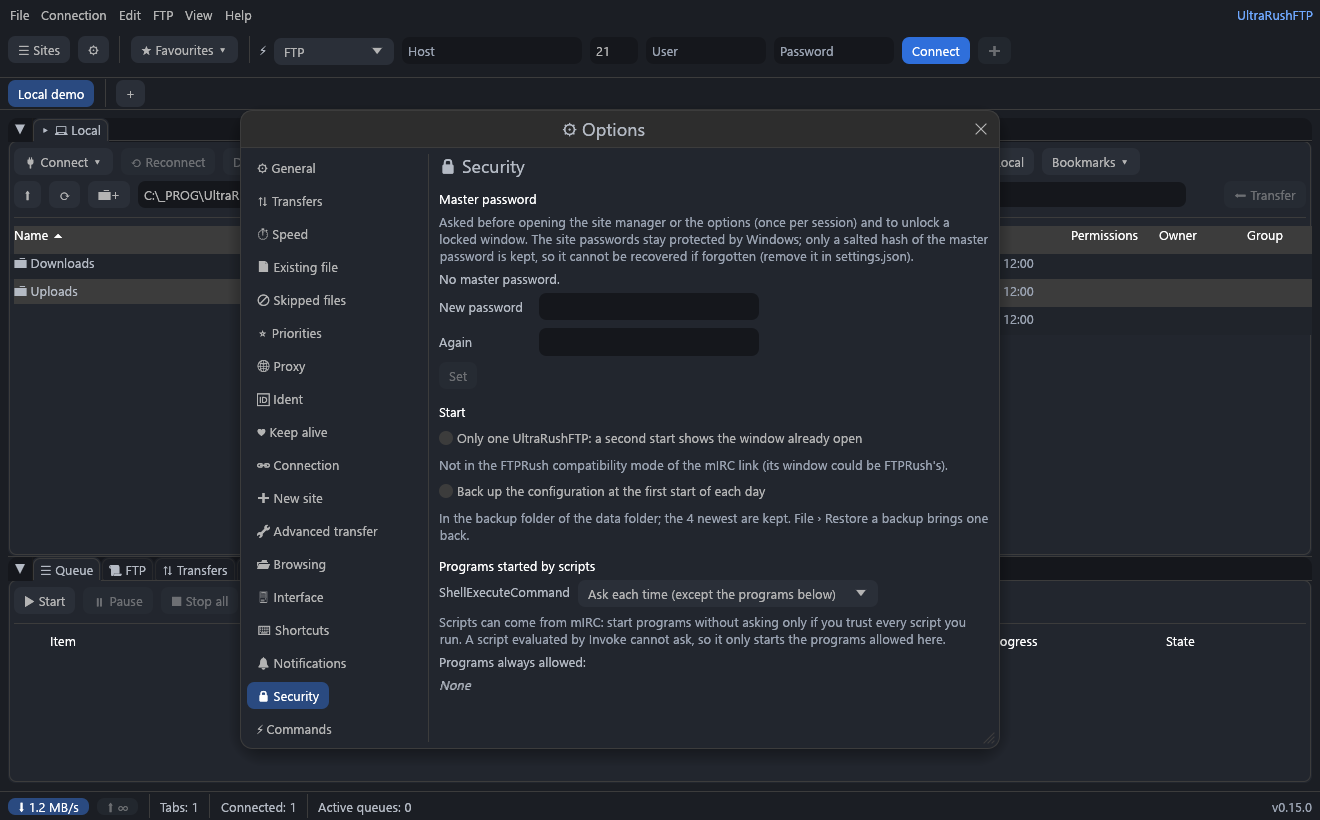 File Connection Edit FTP View Help UltraRushFTP
Sites Favourites FTP Host 21 User Password Connect +
Local demo +
Options
Local
Connect Reconnect D ocal Bookmarks
C:\_PROG\UltraR Transfer
Name Permissions Owner Group
Downloads 12:00
Uploads 12:00
12:00
General
Transfers
Speed
Existing file
Skipped files
Priorities
Proxy
Ident
Keep alive
Connection
New site
Advanced transfer
Browsing
Interface
Shortcuts
Notifications
Security
Commands
Security
Master password
Asked before opening the site manager or the options (once per session) and to unlock a
locked window. The site passwords stay protected by Windows; only a salted hash of the master
password is kept, so it cannot be recovered if forgotten (remove it in settings.json).
No master password.
New password
Again
Set
Start
Only one UltraRushFTP: a second start shows the window already open
Not in the FTPRush compatibility mode of the mIRC link (its window could be FTPRush's).
Back up the configuration at the first start of each day
In the backup folder of the data folder; the 4 newest are kept. File › Restore a backup brings one
back.
Programs started by scripts
ShellExecuteCommand Ask each time (except the programs below)
Scripts can come from mIRC: start programs without asking only if you trust every script you
run. A script evaluated by Invoke cannot ask, so it only starts the programs allowed here.
Programs always allowed:
None
Queue FTP Transfers
Start Pause Stop all
Item ogress State
1.2 MB/s ∞ Tabs: 1 Connected: 1 Active queues: 0 v0.15.0